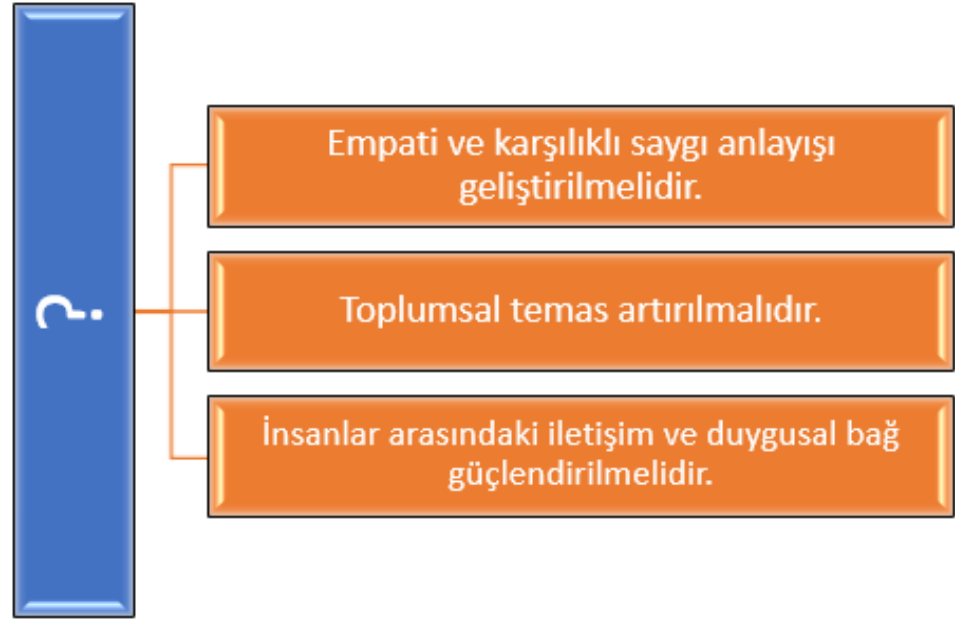 ?
Empati ve karşılıklı saygı anlayışı
geliştirilmelidir.
Toplumsal temas artırılmalıdır.
İnsanlar arasındaki iletişim ve duygusal bağ
güçlendirilmelidir.